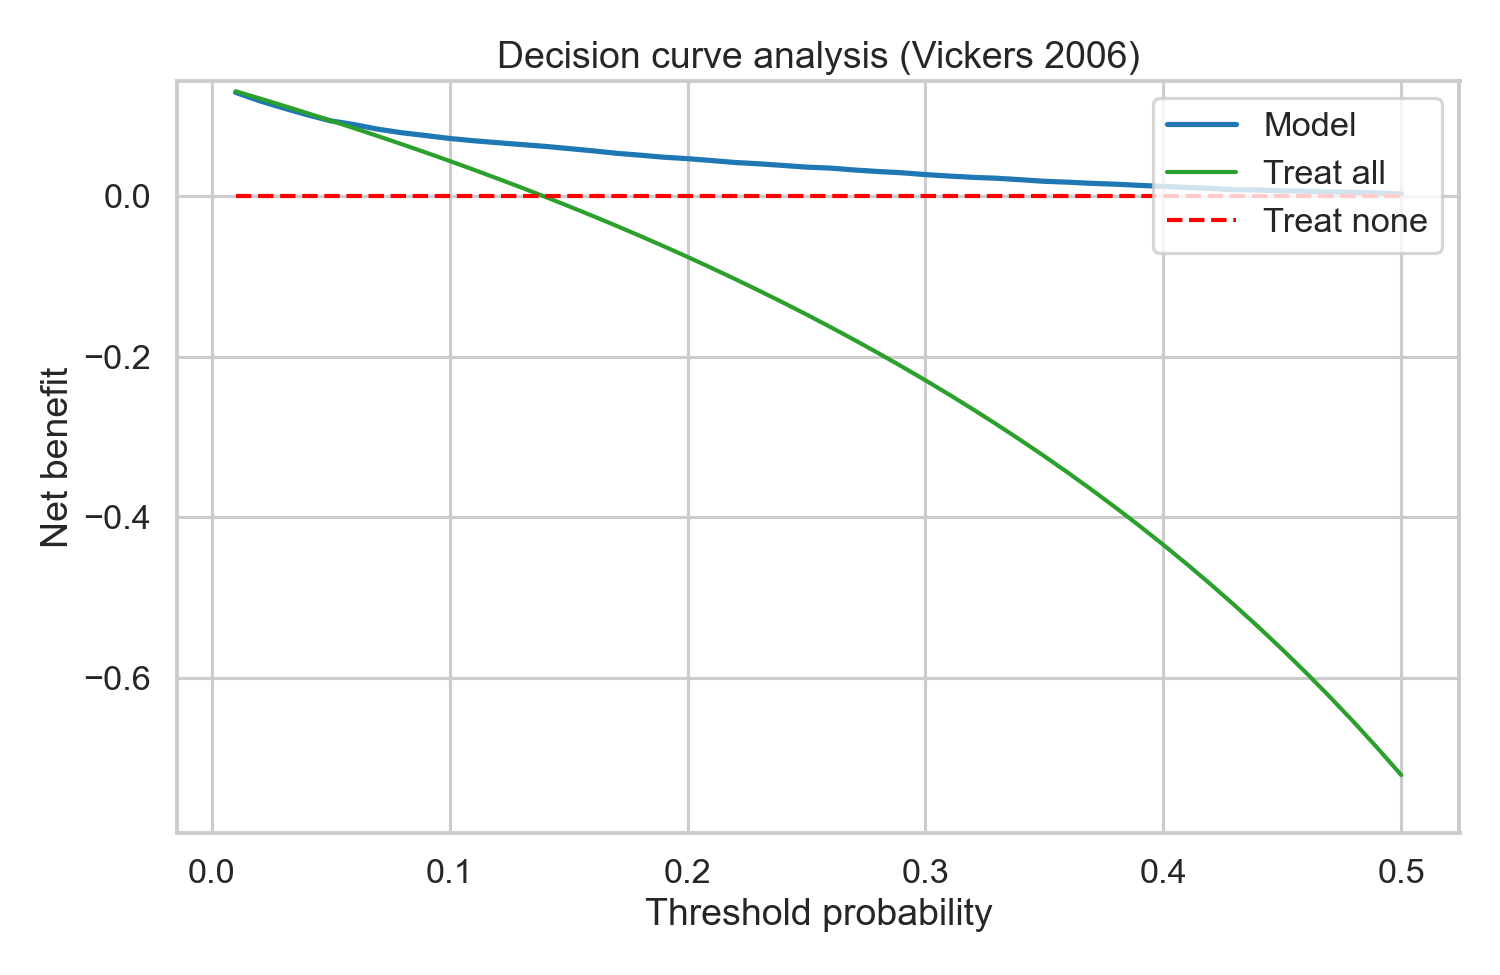 Decision curve analysis (Vickers 2006)
Model
Treat all
Treat none
Net benefit
0.0
−0.2
−0.4
−0.6
0.0 0.1 0.2 0.3 0.4 0.5
Threshold probability